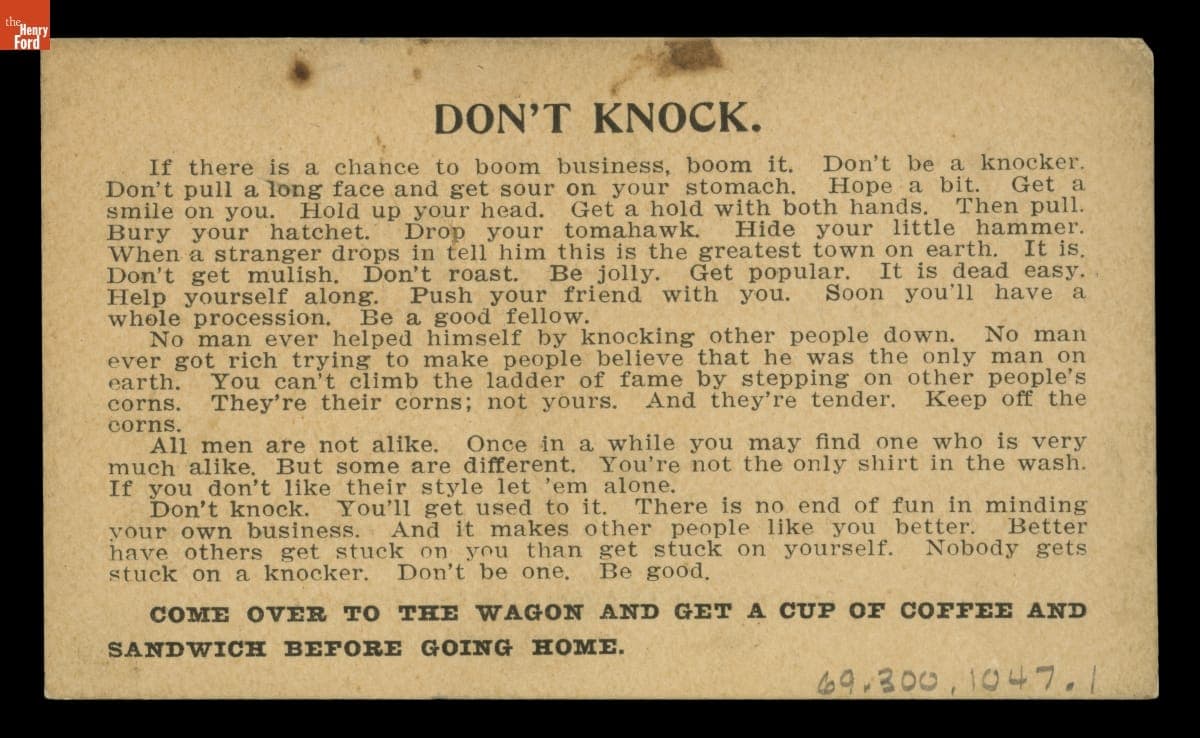 the
Henry
Ford
DON'T KNOCK.
If there is a chance to boom business, boom it. Don't be a knocker.
Don't pull a long face and get sour on your stomach. Hope a bit. Get a
smile on you. Hold up your head. Get a hold with both hands. Then pull.
Bury your hatchet. Drop your tomahawk. Hide your little hammer.
When a stranger drops in tell him this is the greatest town on earth. It is.
Don't get mulish. Don't roast. Be jolly. Get popular. It is dead easy.
Help yourself along. Push your friend with you. Soon you'll have a
whole procession. Be a good fellow.
No man ever helped himself by knocking other people down. No man
ever got rich trying to make people believe that he was the only man on
earth. You can't climb the ladder of fame by stepping on other people's
corns. They're their corns; not yours. And they're tender. Keep off the
corns.
All men are not alike. Once in a while you may find one who is very
much alike. But some are different. You're not the only shirt in the wash.
If you don't like their style let 'em alone.
Don't knock. You'll get used to it. There is no end of fun in minding
your own business. And it makes other people like you better. Better
have others get stuck on you than get stuck on yourself. Nobody gets
stuck on a knocker. Don't be one. Be good.
COME OVER TO THE WAGON AND GET A CUP OF COFFEE AND
SANDWICH BEFORE GOING HOME.
69.300.1047.1